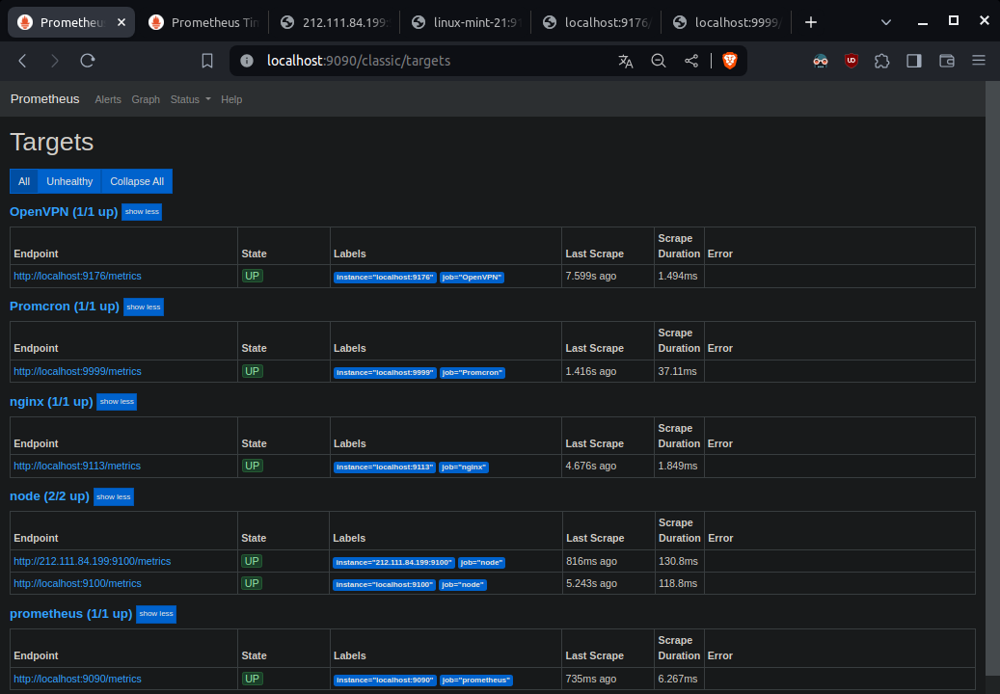 Prometheus
Prometheus Tim
212.111.84.199:
linux-mint-21:91
localhost:9176/
localhost:9999/
localhost:9090/classic/targets
Prometheus Alerts Graph Status Help
Targets
All Unhealthy Collapse All
OpenVPN (1/1 up) show less
Endpoint State Labels Last Scrape Scrape Duration Error
http://localhost:9176/metrics UP instance="localhost:9176" job="OpenVPN" 7.599s ago 1.494ms
Promcron (1/1 up) show less
Endpoint State Labels Last Scrape Scrape Duration Error
http://localhost:9999/metrics UP instance="localhost:9999" job="Promcron" 1.416s ago 37.11ms
nginx (1/1 up) show less
Endpoint State Labels Last Scrape Scrape Duration Error
http://localhost:9113/metrics UP instance="localhost:9113" job="nginx" 4.676s ago 1.849ms
node (2/2 up) show less
Endpoint State Labels Last Scrape Scrape Duration Error
http://212.111.84.199:9100/metrics UP instance="212.111.84.199:9100" job="node" 816ms ago 130.8ms
http://localhost:9100/metrics UP instance="localhost:9100" job="node" 5.243s ago 118.8ms
prometheus (1/1 up) show less
Endpoint State Labels Last Scrape Scrape Duration Error
http://localhost:9090/metrics UP instance="localhost:9090" job="prometheus" 735ms ago 6.267ms